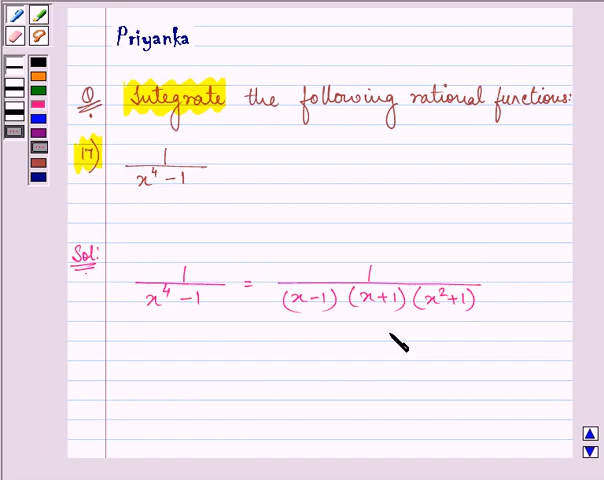 Priyanka
Q Integrate the following rational functions:
17) 1/(x⁴ - 1)
Sol:
1/(x⁴ - 1) = 1/((x-1) (x+1) (x²+1))